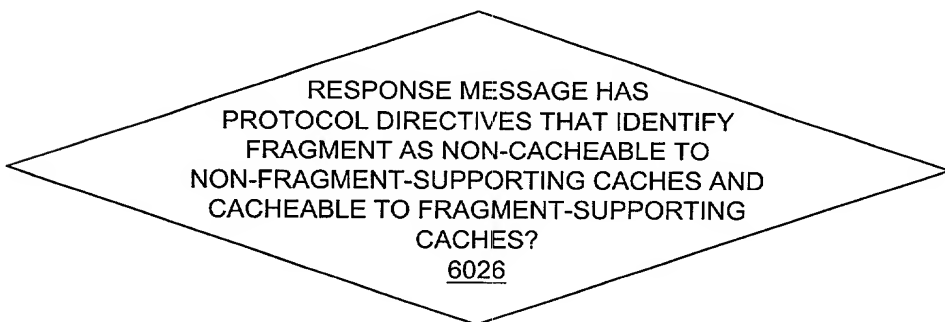 RESPONSE MESSAGE HAS
PROTOCOL DIRECTIVES THAT IDENTIFY
FRAGMENT AS NON-CACHEABLE TO
NON-FRAGMENT-SUPPORTING CACHES AND
CACHEABLE TO FRAGMENT-SUPPORTING
CACHES?
6026